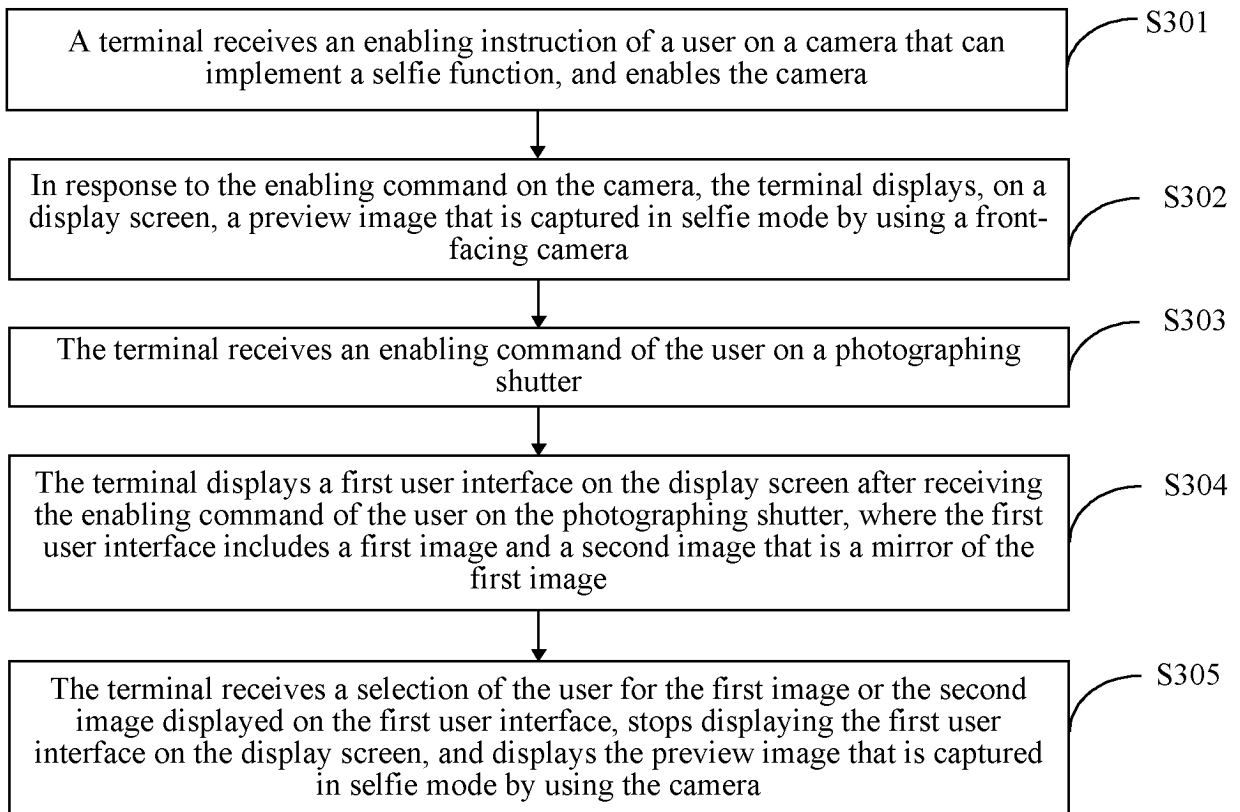 A terminal receives an enabling instruction of a user on a camera that can
implement a selfie function, and enables the camera
S301
In response to the enabling command on the camera, the terminal displays, on a
display screen, a preview image that is captured in selfie mode by using a front-
facing camera
S302
The terminal receives an enabling command of the user on a photographing
shutter
S303
The terminal displays a first user interface on the display screen after receiving
the enabling command of the user on the photographing shutter, where the first
user interface includes a first image and a second image that is a mirror of the
first image
S304
The terminal receives a selection of the user for the first image or the second
image displayed on the first user interface, stops displaying the first user
interface on the display screen, and displays the preview image that is captured
in selfie mode by using the camera
S305